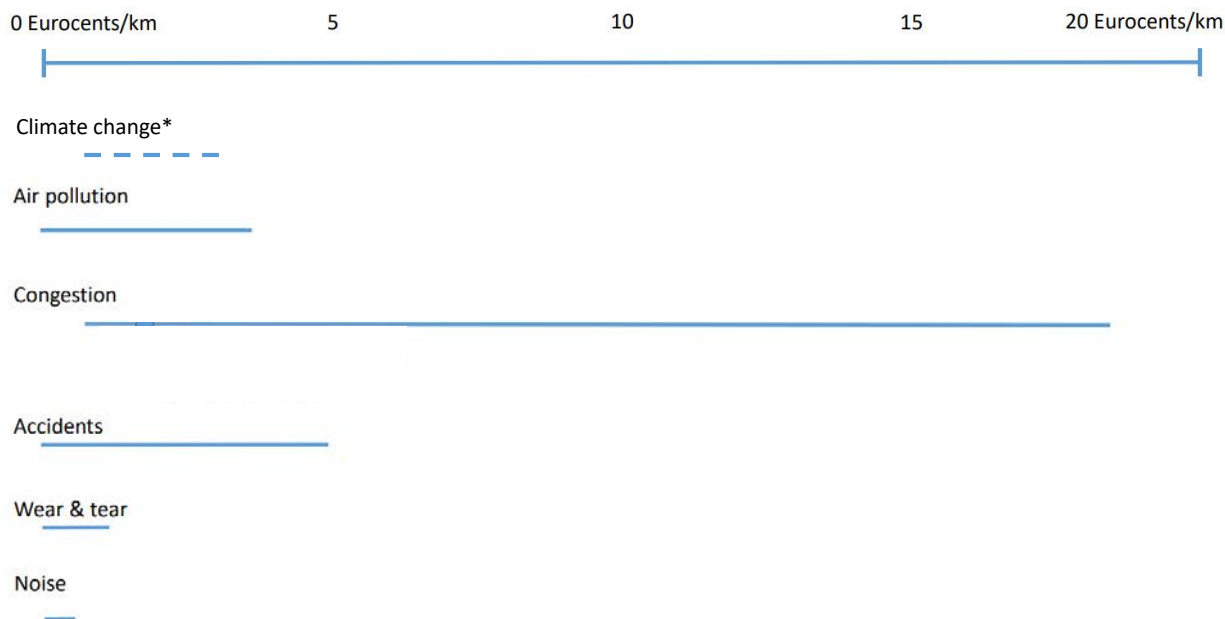 0 Eurocents/km 5 10 15 20 Eurocents/km
Climate change*
Air pollution
Congestion
Accidents
Wear & tear
Noise